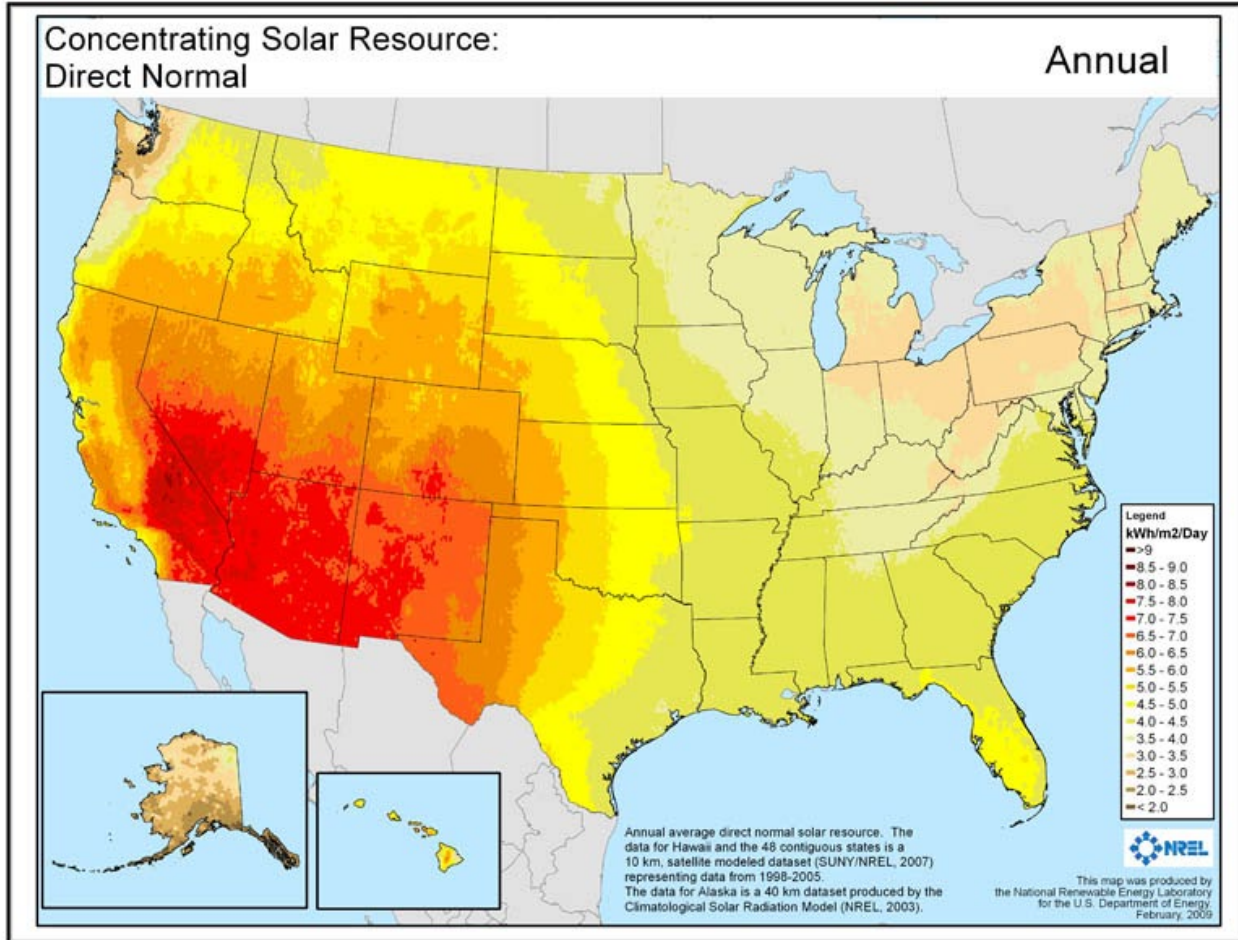 Concentrating Solar Resource:
Direct Normal
Annual
Legend
kWh/m2/Day
>9
8.5 - 9.0
8.0 - 8.5
7.5 - 8.0
7.0 - 7.5
6.5 - 7.0
6.0 - 6.5
5.5 - 6.0
5.0 - 5.5
4.5 - 5.0
4.0 - 4.5
3.5 - 4.0
3.0 - 3.5
2.5 - 3.0
2.0 - 2.5
< 2.0
Annual average direct normal solar resource. The
data for Hawaii and the 48 contiguous states is a
10 km, satellite modeled dataset (SUNY/NREL, 2007)
representing data from 1998-2005.
The data for Alaska is a 40 km dataset produced by the
Climatological Solar Radiation Model (NREL, 2003).
NREL
This map was produced by
the National Renewable Energy Laboratory
for the U.S. Department of Energy.
February, 2009